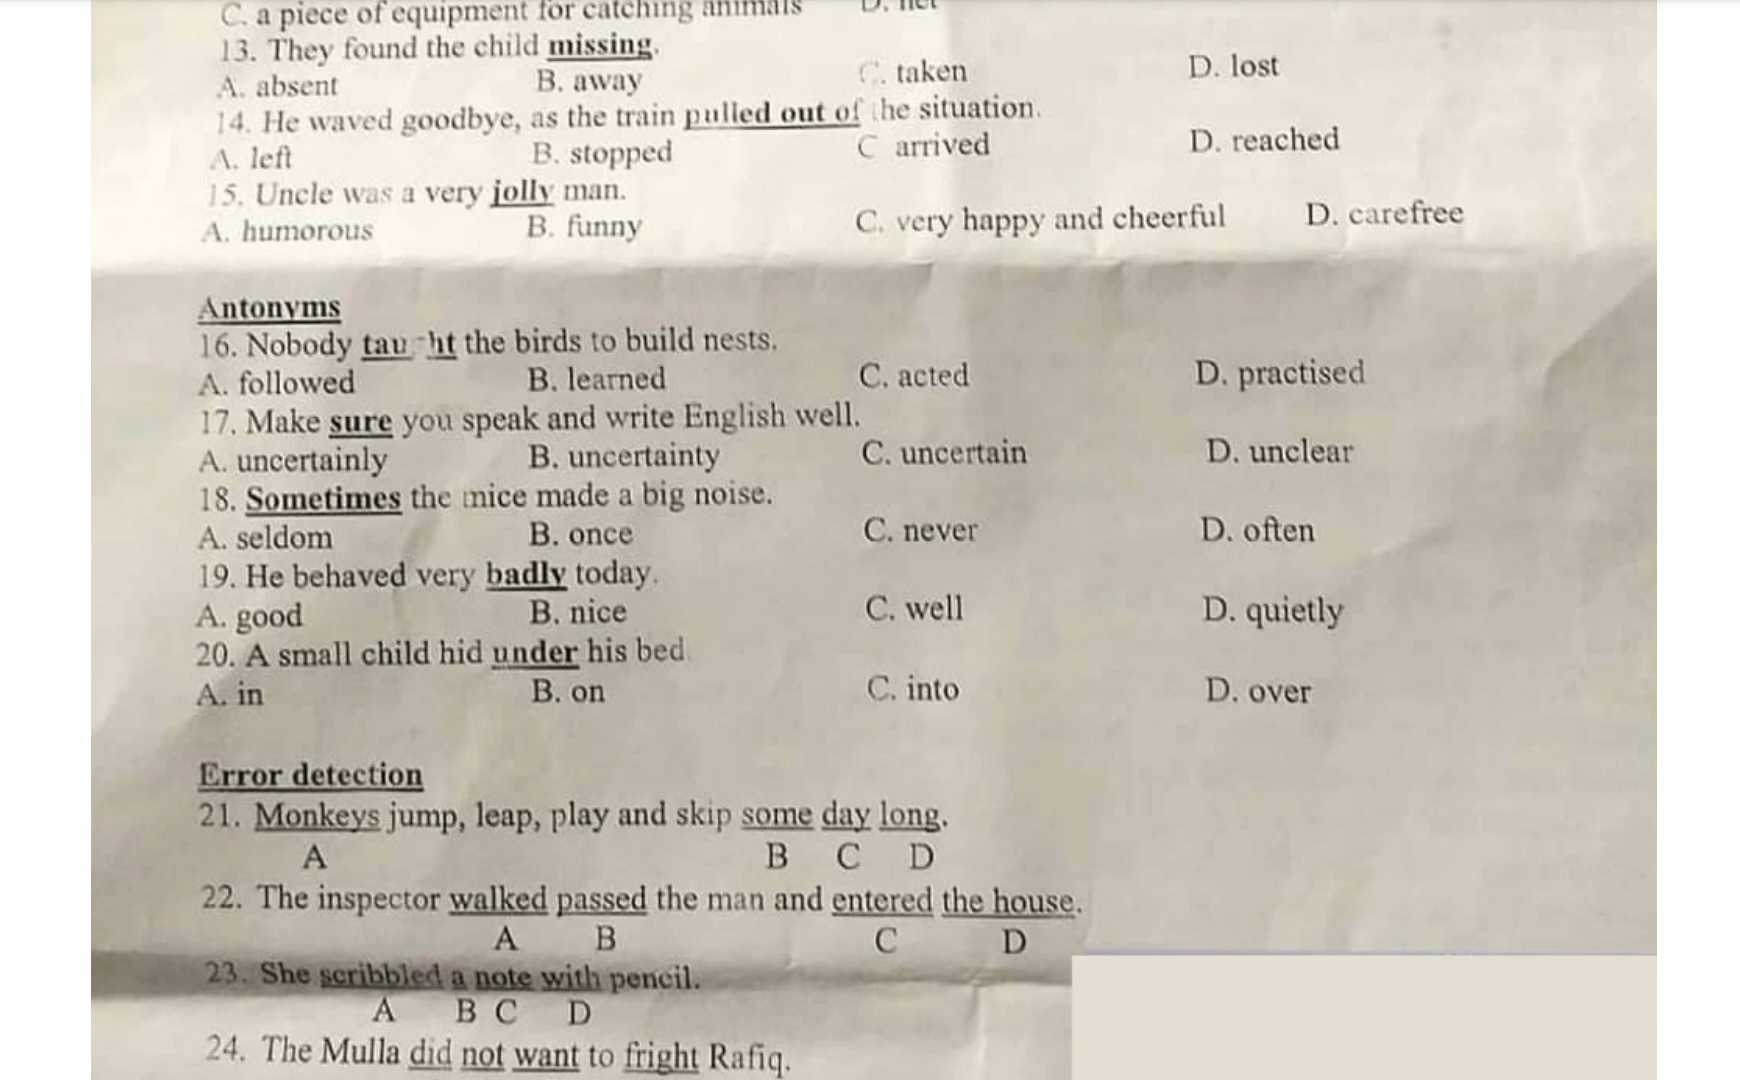 C. a piece of equipment for catching animals D. net
13. They found the child missing.
A. absent B. away C. taken D. lost
14. He waved goodbye, as the train pulled out of the situation.
A. left B. stopped C arrived D. reached
15. Uncle was a very jolly man.
A. humorous B. funny C. very happy and cheerful D. carefree
Antonyms
16. Nobody taught the birds to build nests.
A. followed B. learned C. acted D. practised
17. Make sure you speak and write English well.
A. uncertainly B. uncertainty C. uncertain D. unclear
18. Sometimes the mice made a big noise.
A. seldom B. once C. never D. often
19. He behaved very badly today.
A. good B. nice C. well D. quietly
20. A small child hid under his bed.
A. in B. on C. into D. over
Error detection
21. Monkeys jump, leap, play and skip some day long.
A B C D
22. The inspector walked passed the man and entered the house.
A B C D
23. She scribbled a note with pencil.
A B C D
24. The Mulla did not want to fright Rafiq.